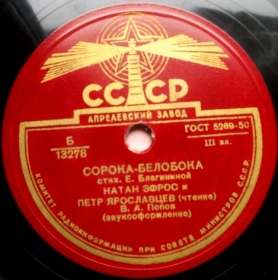 СССР
АПРЕЛЕВСКИЙ ЗАВОД
Б
13278
ГОСТ 5289-50
III кл.
СОРОКА-БЕЛОБОКА
стих. Е. Благининой
НАТАН ЭФРОС и
ПЕТР ЯРОСЛАВЦЕВ (чтение)
В. А. Попов
(звукооформление)
КОМИТЕТ РАДИОИНФОРМАЦИИ ПРИ СОВЕТЕ МИНИСТРОВ СССР.